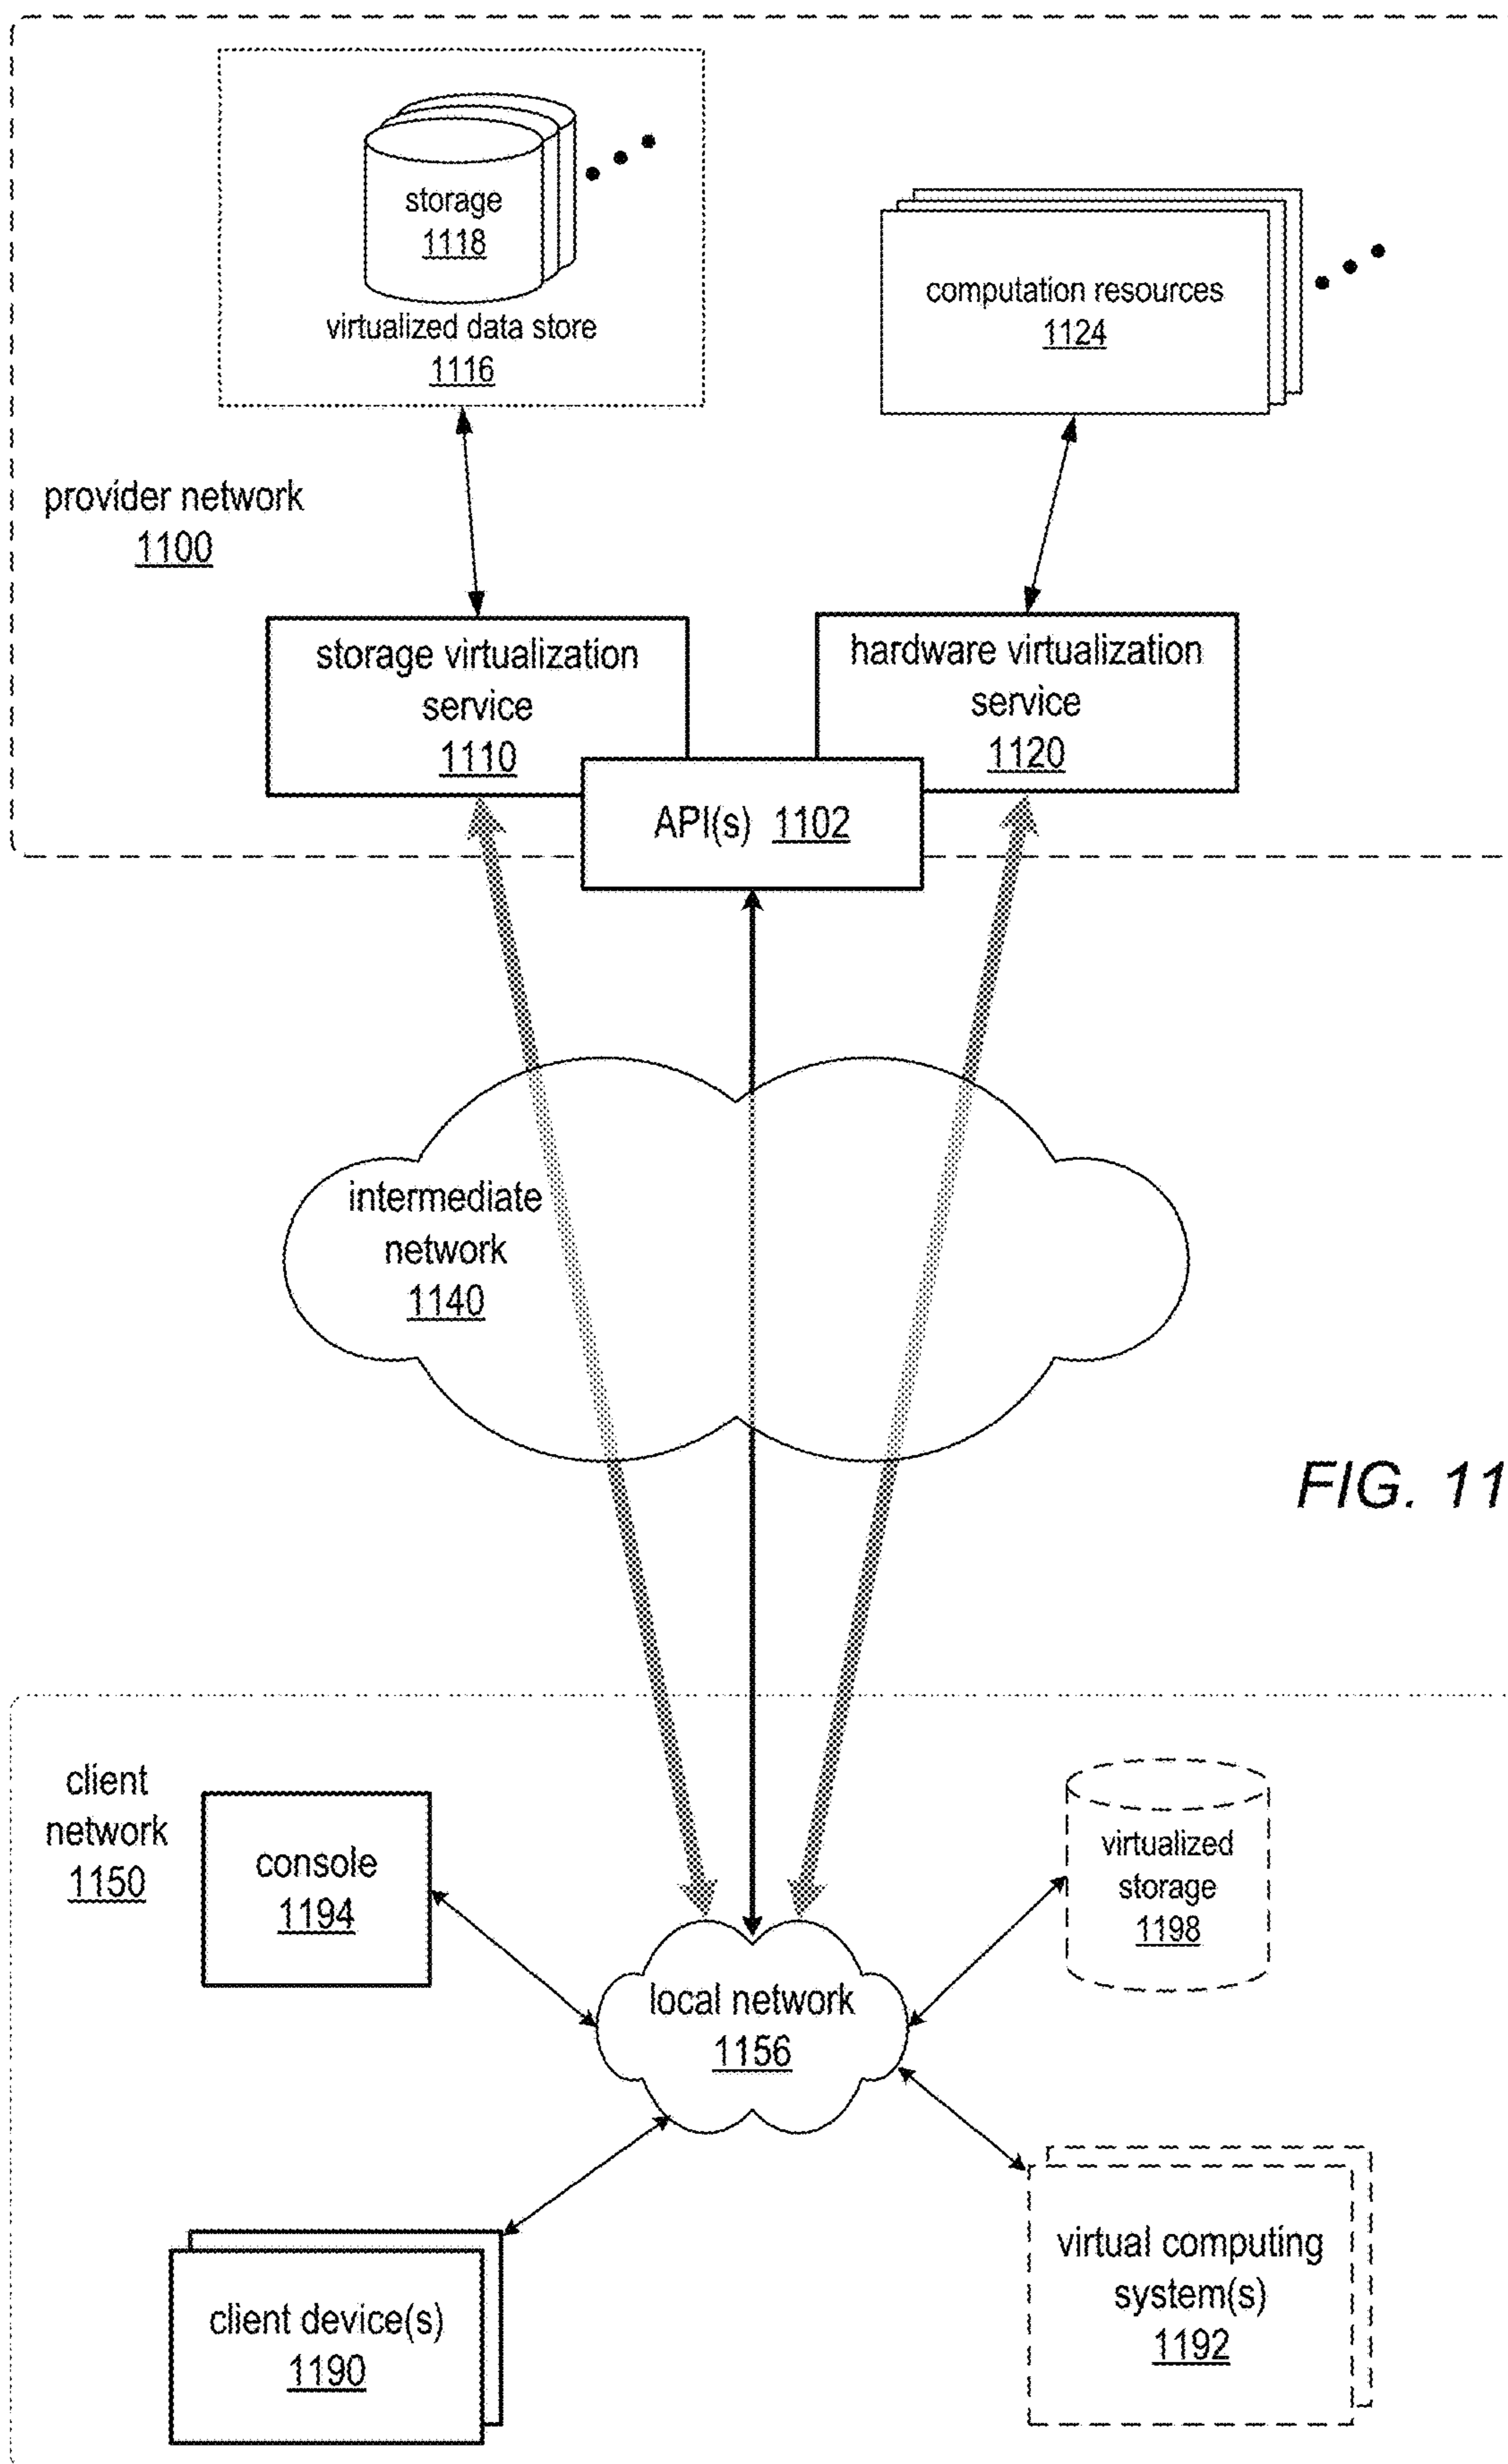 storage
1118
virtualized data store
1116
computation resources
1124
provider network
1100
storage virtualization
service
1110
hardware virtualization
service
1120
API(s) 1102
intermediate
network
1140
FIG. 11
client
network
1150
console
1194
virtualized
storage
1198
local network
1156
client device(s)
1190
virtual computing
system(s)
1192